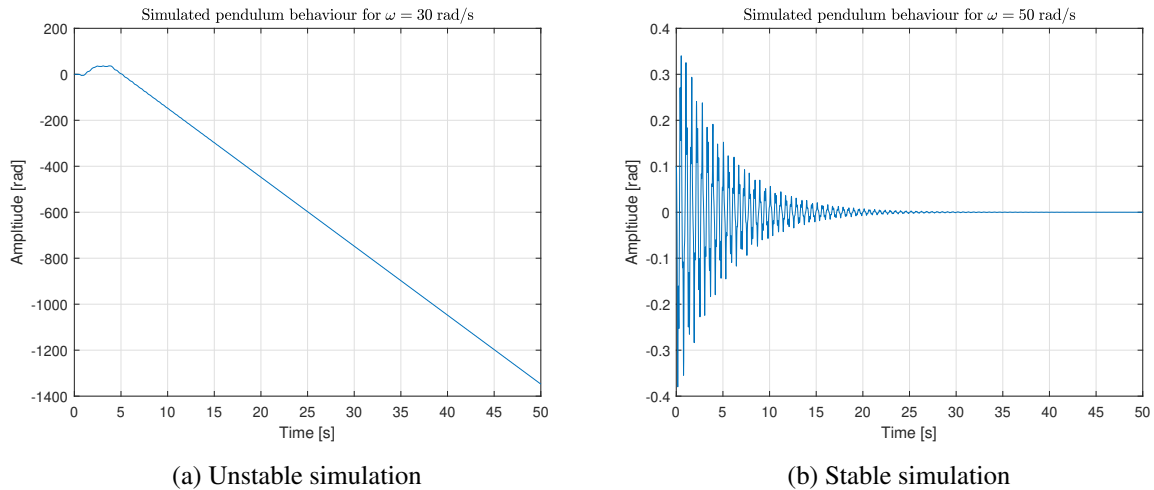 Simulated pendulum behaviour for ω = 30 rad/s
200
0
-200
-400
-600
-800
-1000
-1200
-1400
Ampltiude [rad]
0 5 10 15 20 25 30 35 40 45 50
Time [s]
(a) Unstable simulation
Simulated pendulum behaviour for ω = 50 rad/s
0.4
0.3
0.2
0.1
0
-0.1
-0.2
-0.3
-0.4
Ampltiude [rad]
0 5 10 15 20 25 30 35 40 45 50
Time [s]
(b) Stable simulation